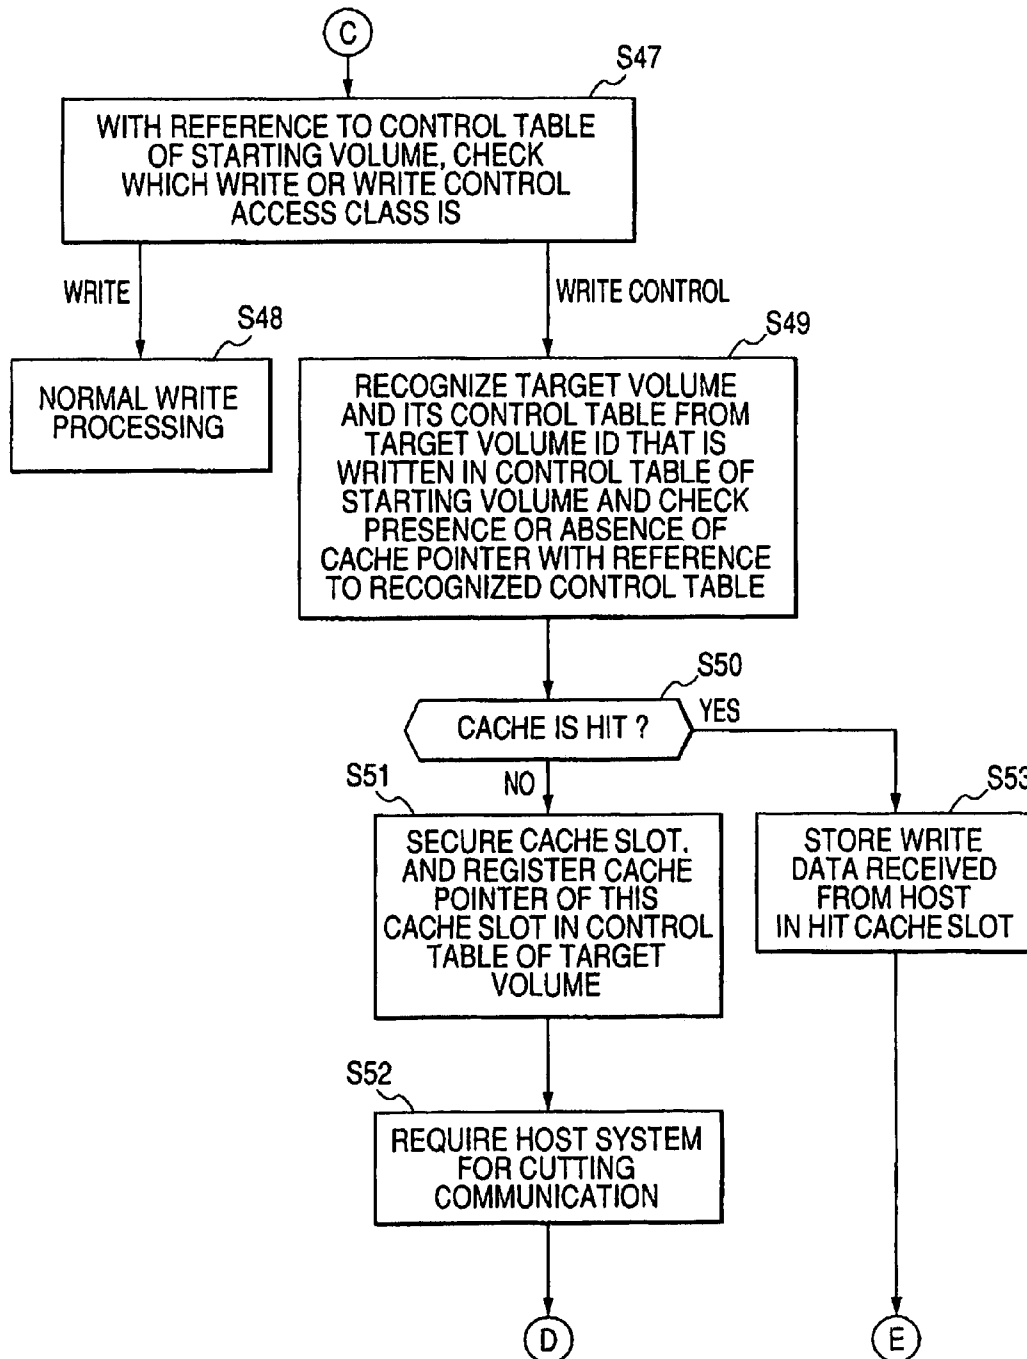 C
S47
WITH REFERENCE TO CONTROL TABLE
OF STARTING VOLUME, CHECK
WHICH WRITE OR WRITE CONTROL
ACCESS CLASS IS
WRITE
WRITE CONTROL
S48
NORMAL WRITE
PROCESSING
S49
RECOGNIZE TARGET VOLUME
AND ITS CONTROL TABLE FROM
TARGET VOLUME ID THAT IS
WRITTEN IN CONTROL TABLE OF
STARTING VOLUME AND CHECK
PRESENCE OR ABSENCE OF
CACHE POINTER WITH REFERENCE
TO RECOGNIZED CONTROL TABLE
S50
CACHE IS HIT ?
YES
NO
S51
SECURE CACHE SLOT.
AND REGISTER CACHE
POINTER OF THIS
CACHE SLOT IN CONTROL
TABLE OF TARGET
VOLUME
S53
STORE WRITE
DATA RECEIVED
FROM HOST
IN HIT CACHE SLOT
S52
REQUIRE HOST SYSTEM
FOR CUTTING
COMMUNICATION
D
E